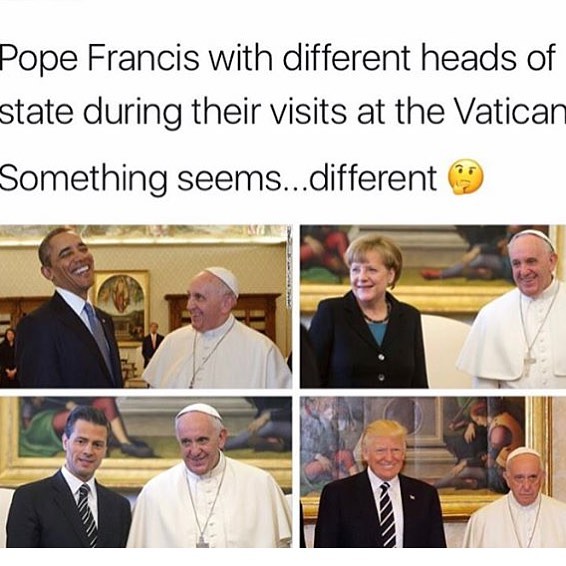 Pope Francis with different heads of
state during their visits at the Vatican
Something seems...different 🤔